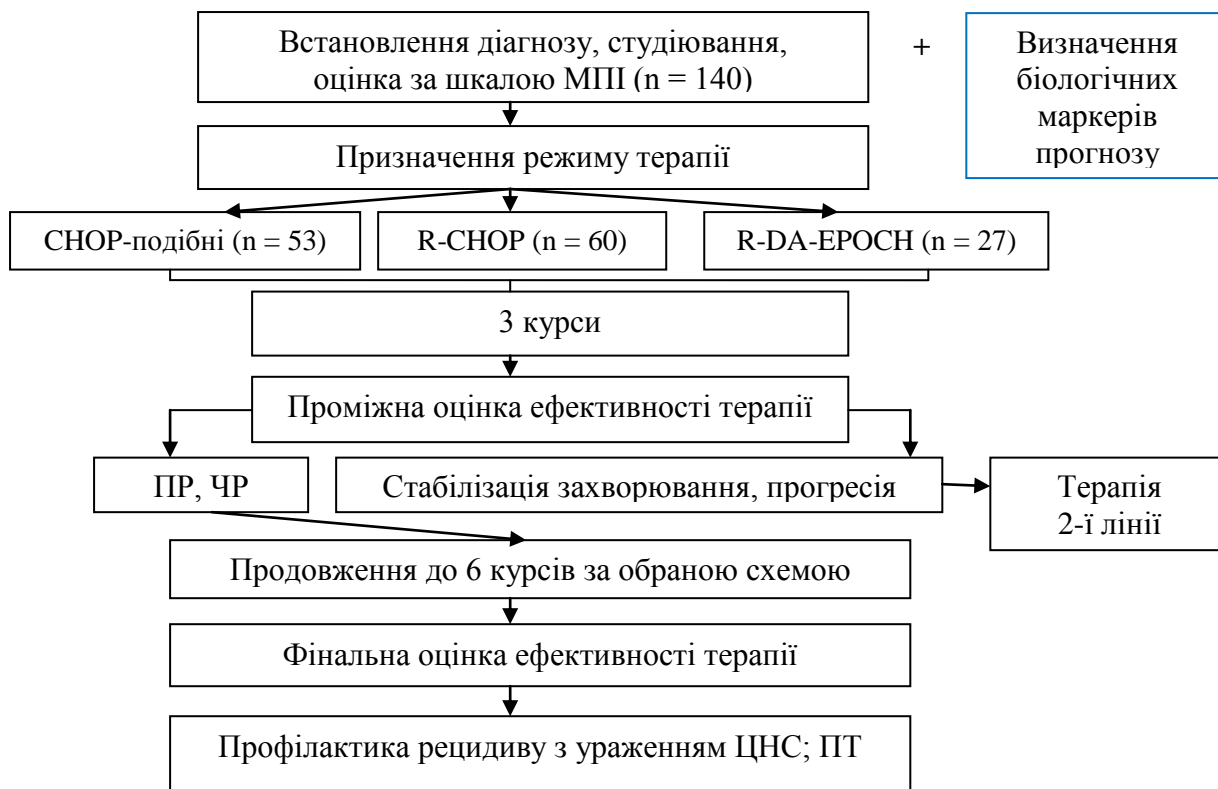 Встановлення діагнозу, студіювання,
оцінка за шкалою МПІ (n = 140)
+
Визначення
біологічних
маркерів
прогнозу
Призначення режиму терапії
CHOP-подібні (n = 53)
R-CHOP (n = 60)
R-DA-EPOCH (n = 27)
3 курси
Проміжна оцінка ефективності терапії
ПР, ЧР
Стабілізація захворювання, прогресія
Терапія
2-ї лінії
Продовження до 6 курсів за обраною схемою
Фінальна оцінка ефективності терапії
Профілактика рецидиву з ураженням ЦНС; ПТ